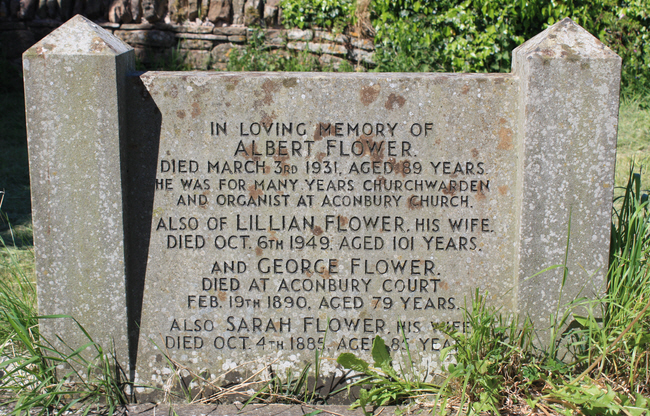 IN LOVING MEMORY OF
ALBERT FLOWER.
DIED MARCH 3RD 1931, AGED 89 YEARS.
HE WAS FOR MANY YEARS CHURCHWARDEN
AND ORGANIST AT ACONBURY CHURCH.
ALSO OF LILLIAN FLOWER, HIS WIFE.
DIED OCT. 6TH 1949, AGED 101 YEARS.
AND GEORGE FLOWER.
DIED AT ACONBURY COURT
FEB. 19TH 1890, AGED 79 YEARS.
ALSO SARAH FLOWER, HIS WIFE
DIED OCT. 4TH 1885, AGED 85 YEARS